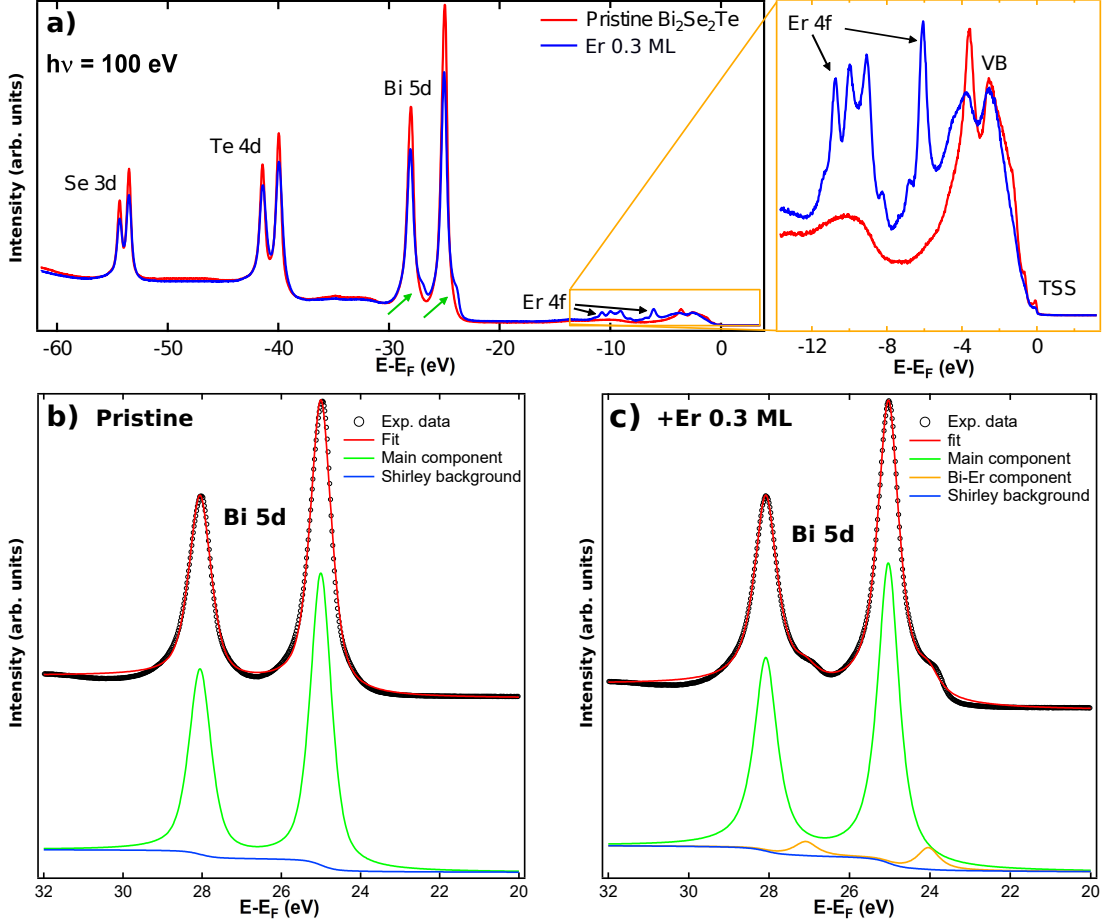 a)
hν = 100 eV
Pristine Bi₂Se₂Te
Er 0.3 ML
Se 3d
Te 4d
Bi 5d
Er 4f
Intensity (arb. units)
-60 -50 -40 -30 -20 -10 0
E-E_F (eV)
Er 4f
VB
TSS
-12 -8 -4 0
E-E_F (eV)
b) Pristine
Exp. data
Fit
Main component
Shirley background
Bi 5d
Intensity (arb. units)
32 30 28 26 24 22 20
E-E_F (eV)
c) +Er 0.3 ML
Exp. data
fit
Main component
Bi-Er component
Shirley background
Bi 5d
Intensity (arb. units)
32 30 28 26 24 22 20
E-E_F (eV)